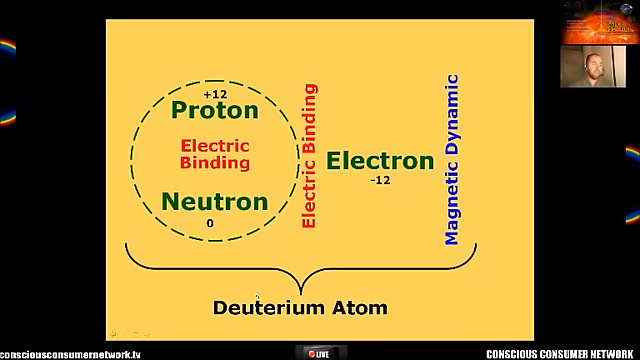 +12
Proton
Electric
Binding
Neutron
0
Electric Binding
Electron
-12
Magnetic Dynamic
Deuterium Atom
consciousconsumernetwork.tv
LIVE
CONSCIOUS CONSUMER NETWORK